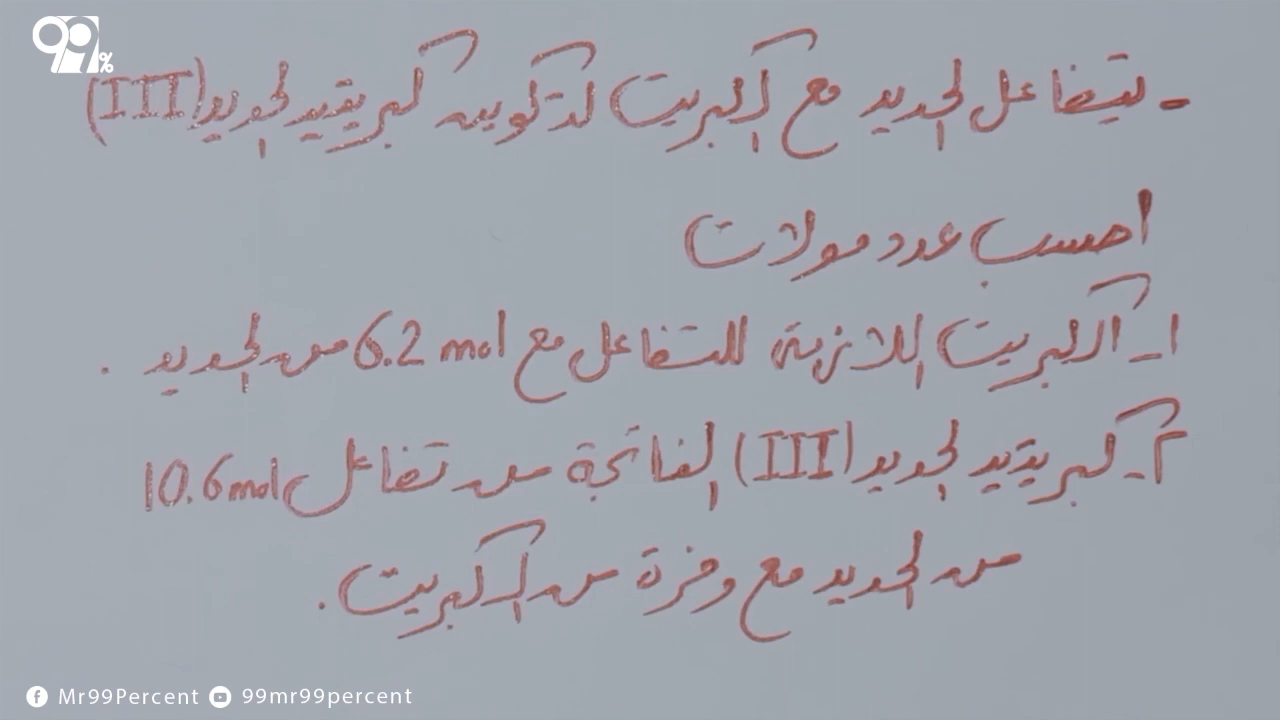 99%
- يتفاعل الحديد مع الكبريت لتكوين كبريتيد الحديد (III)
احسب عدد مولات
١- الكبريت اللازمة للتفاعل مع 6.2 mol من الحديد .
٢- كبريتيد الحديد (III) الناتجة من تفاعل 10.6 mol
من الحديد مع وفرة من الكبريت .
Mr99Percent 99mr99percent